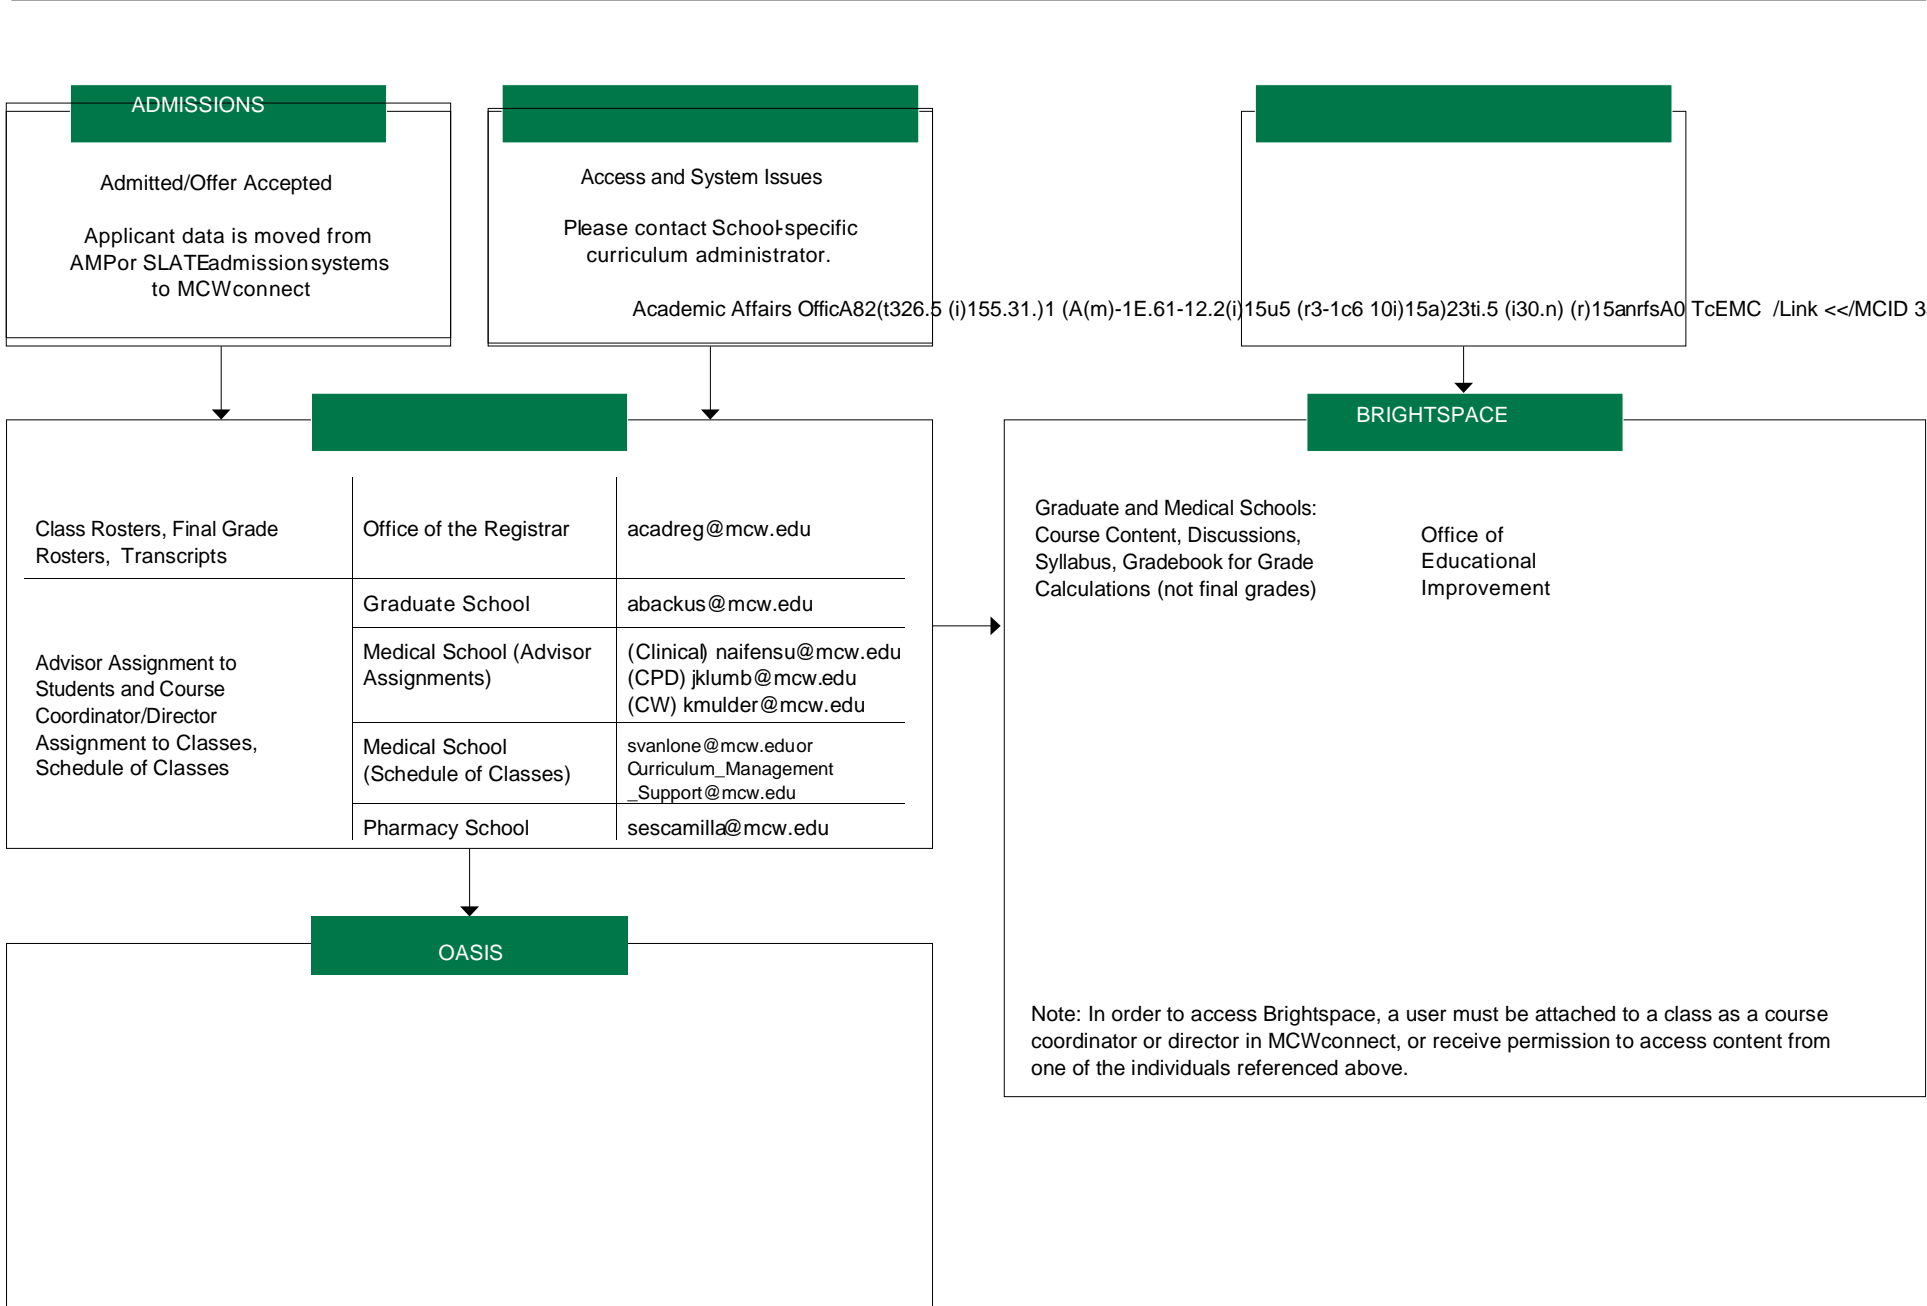 ADMISSIONS
Admitted/Offer Accepted
Applicant data is moved from
AMPor SLATEadmission systems
to MCWconnect
Access and System Issues
Please contact School-specific
curriculum administrator.
Academic Affairs OfficA82(t326.5 (i)155.31.)1 (A(m)-1E.61-12.2(i)15u5 (r3-1c6 10i)15a)23ti.5 (i30.n) (r)15anrfsA0 TcEMC /Link <</MCID 3
Class Rosters, Final Grade
Rosters, Transcripts
Office of the Registrar
acadreg@mcw.edu
Advisor Assignment to
Students and Course
Coordinator/Director
Assignment to Classes,
Schedule of Classes
Graduate School
abackus@mcw.edu
Medical School (Advisor
Assignments)
(Clinical) naifensu@mcw.edu
(CPD) jklumb@mcw.edu
(CW) kmulder@mcw.edu
Medical School
(Schedule of Classes)
svanlone@mcw.eduor
Curriculum_Management
_Support@mcw.edu
Pharmacy School
sescamilla@mcw.edu
BRIGHTSPACE
Graduate and Medical Schools:
Course Content, Discussions,
Syllabus, Gradebook for Grade
Calculations (not final grades)
Office of
Educational
Improvement
Note: In order to access Brightspace, a user must be attached to a class as a course
coordinator or director in MCWconnect, or receive permission to access content from
one of the individuals referenced above.
OASIS